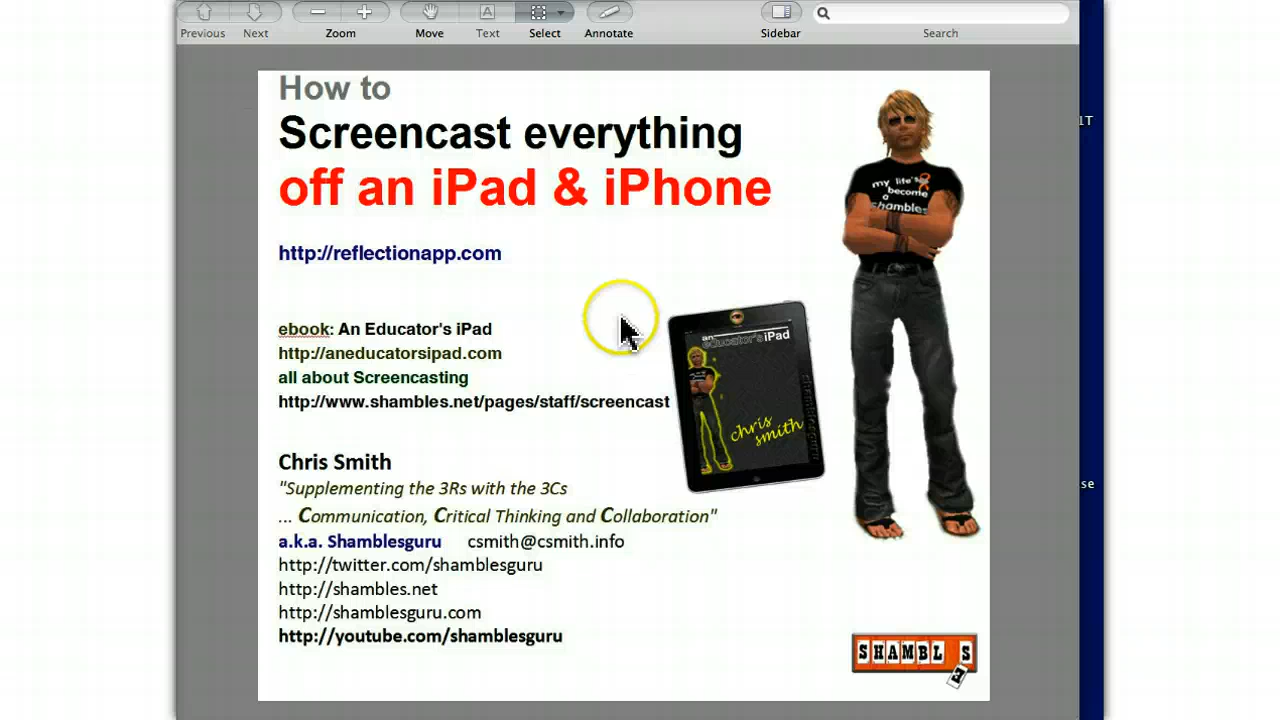 Previous Next Zoom Move Text Select Annotate Sidebar Search
How to
Screencast everything
off an iPad & iPhone
http://reflectionapp.com
ebook: An Educator's iPad
http://aneducatorsipad.com
all about Screencasting
http://www.shambles.net/pages/staff/screencast
Chris Smith
"Supplementing the 3Rs with the 3Cs
... Communication, Critical Thinking and Collaboration"
a.k.a. Shamblesguru csmith@csmith.info
http://twitter.com/shamblesguru
http://shambles.net
http://shamblesguru.com
http://youtube.com/shamblesguru
an
educator's iPad
chris
smith
shamblesguru
my life's
become
a
shambles
SHAMBL S
E
1T
se